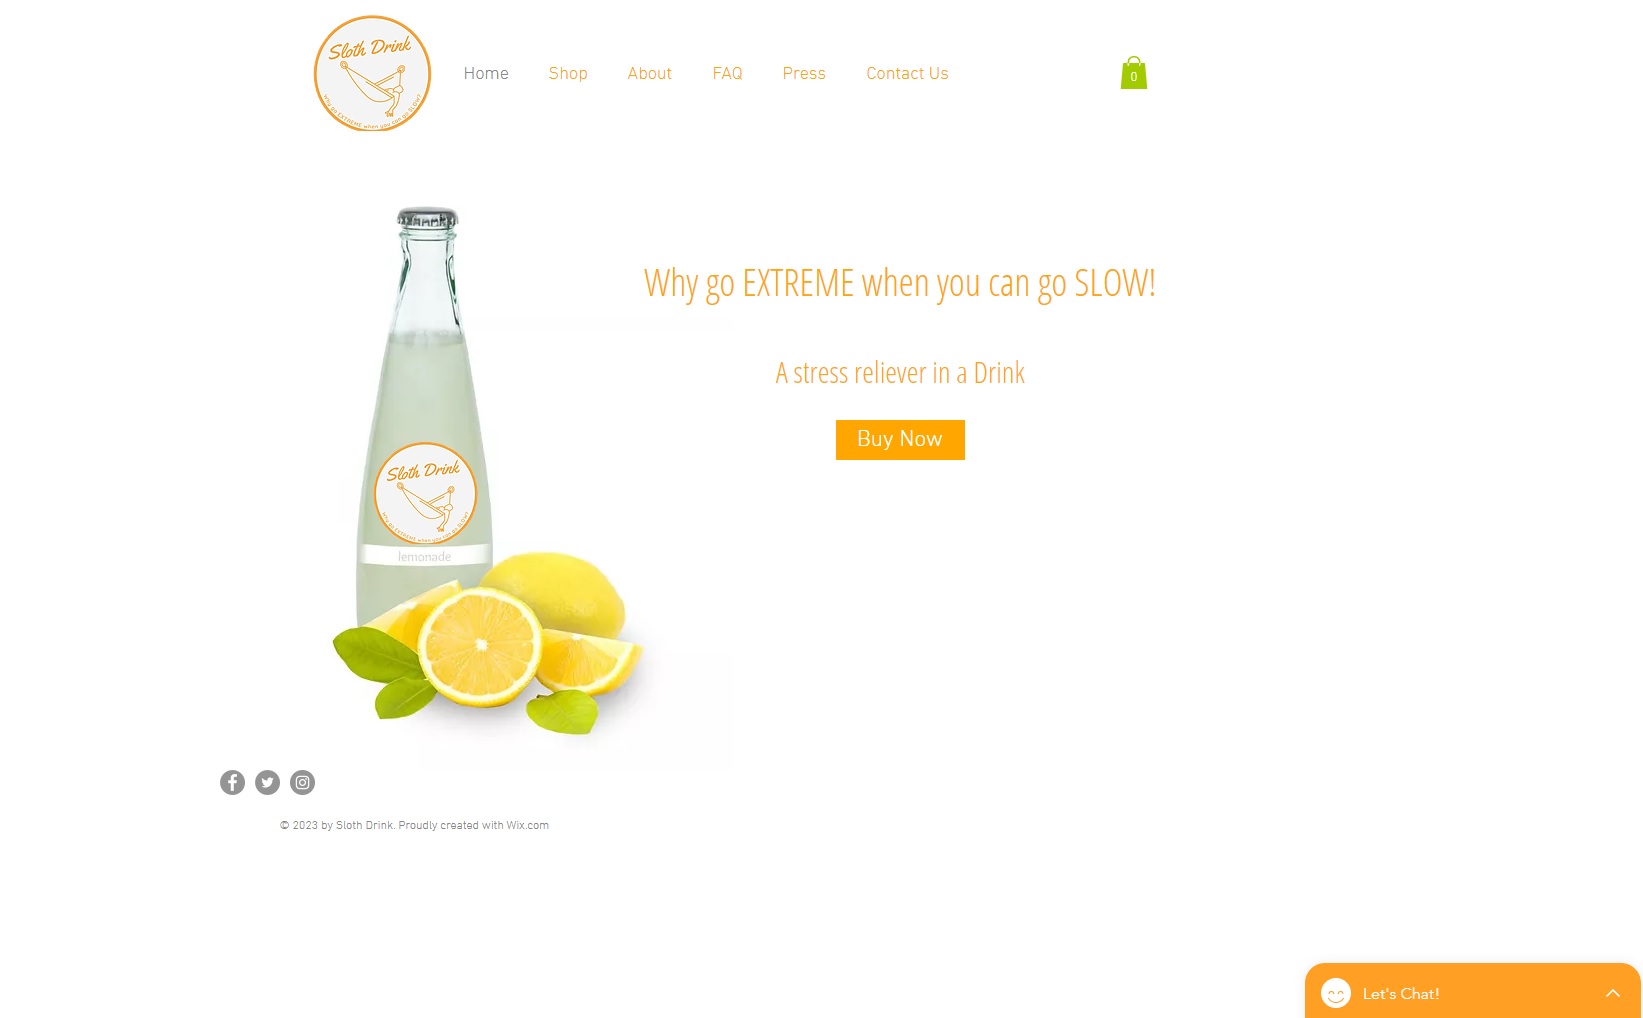 Sloth Drink
Why go EXTREME when you can go SLOW?
Home
Shop
About
FAQ
Press
Contact Us
0
Why go EXTREME when you can go SLOW!
A stress reliever in a Drink
Buy Now
Sloth Drink
Why go EXTREME when you can go SLOW?
lemonade
© 2023 by Sloth Drink. Proudly created with Wix.com
Let's Chat!